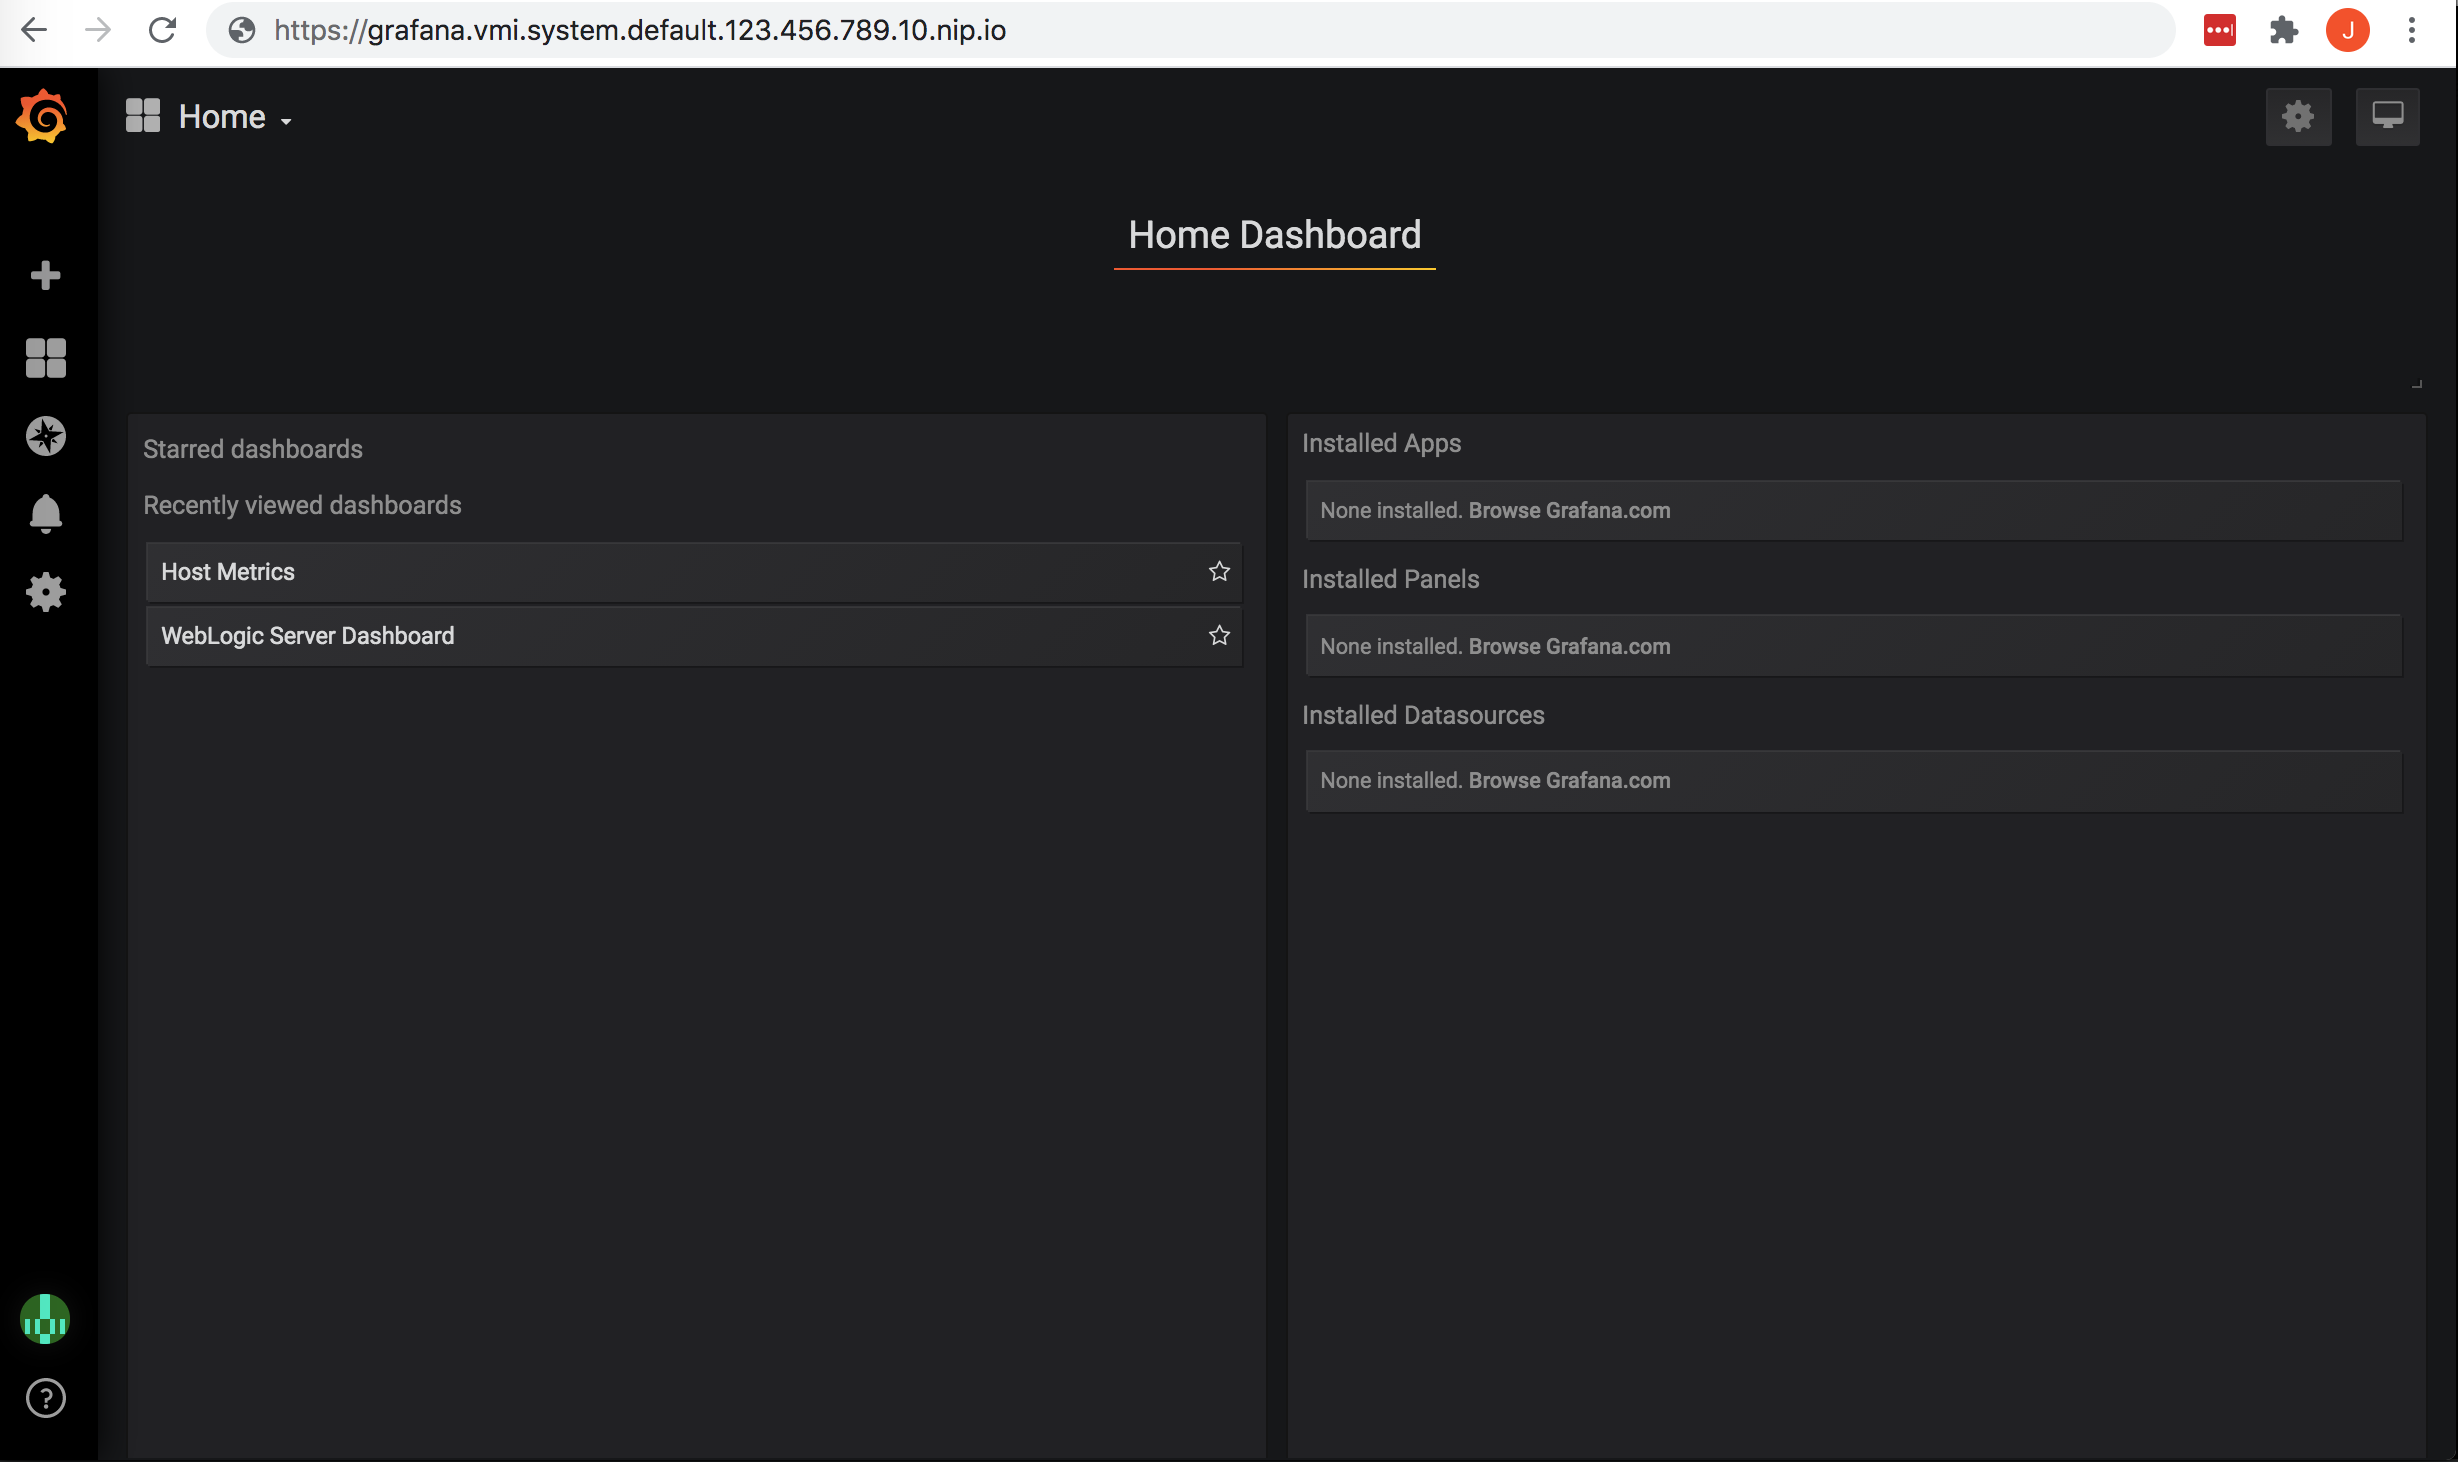 https://grafana.vmi.system.default.123.456.789.10.nip.io
J
Home
Home Dashboard
Starred dashboards
Recently viewed dashboards
Host Metrics
WebLogic Server Dashboard
Installed Apps
None installed. Browse Grafana.com
Installed Panels
None installed. Browse Grafana.com
Installed Datasources
None installed. Browse Grafana.com
?